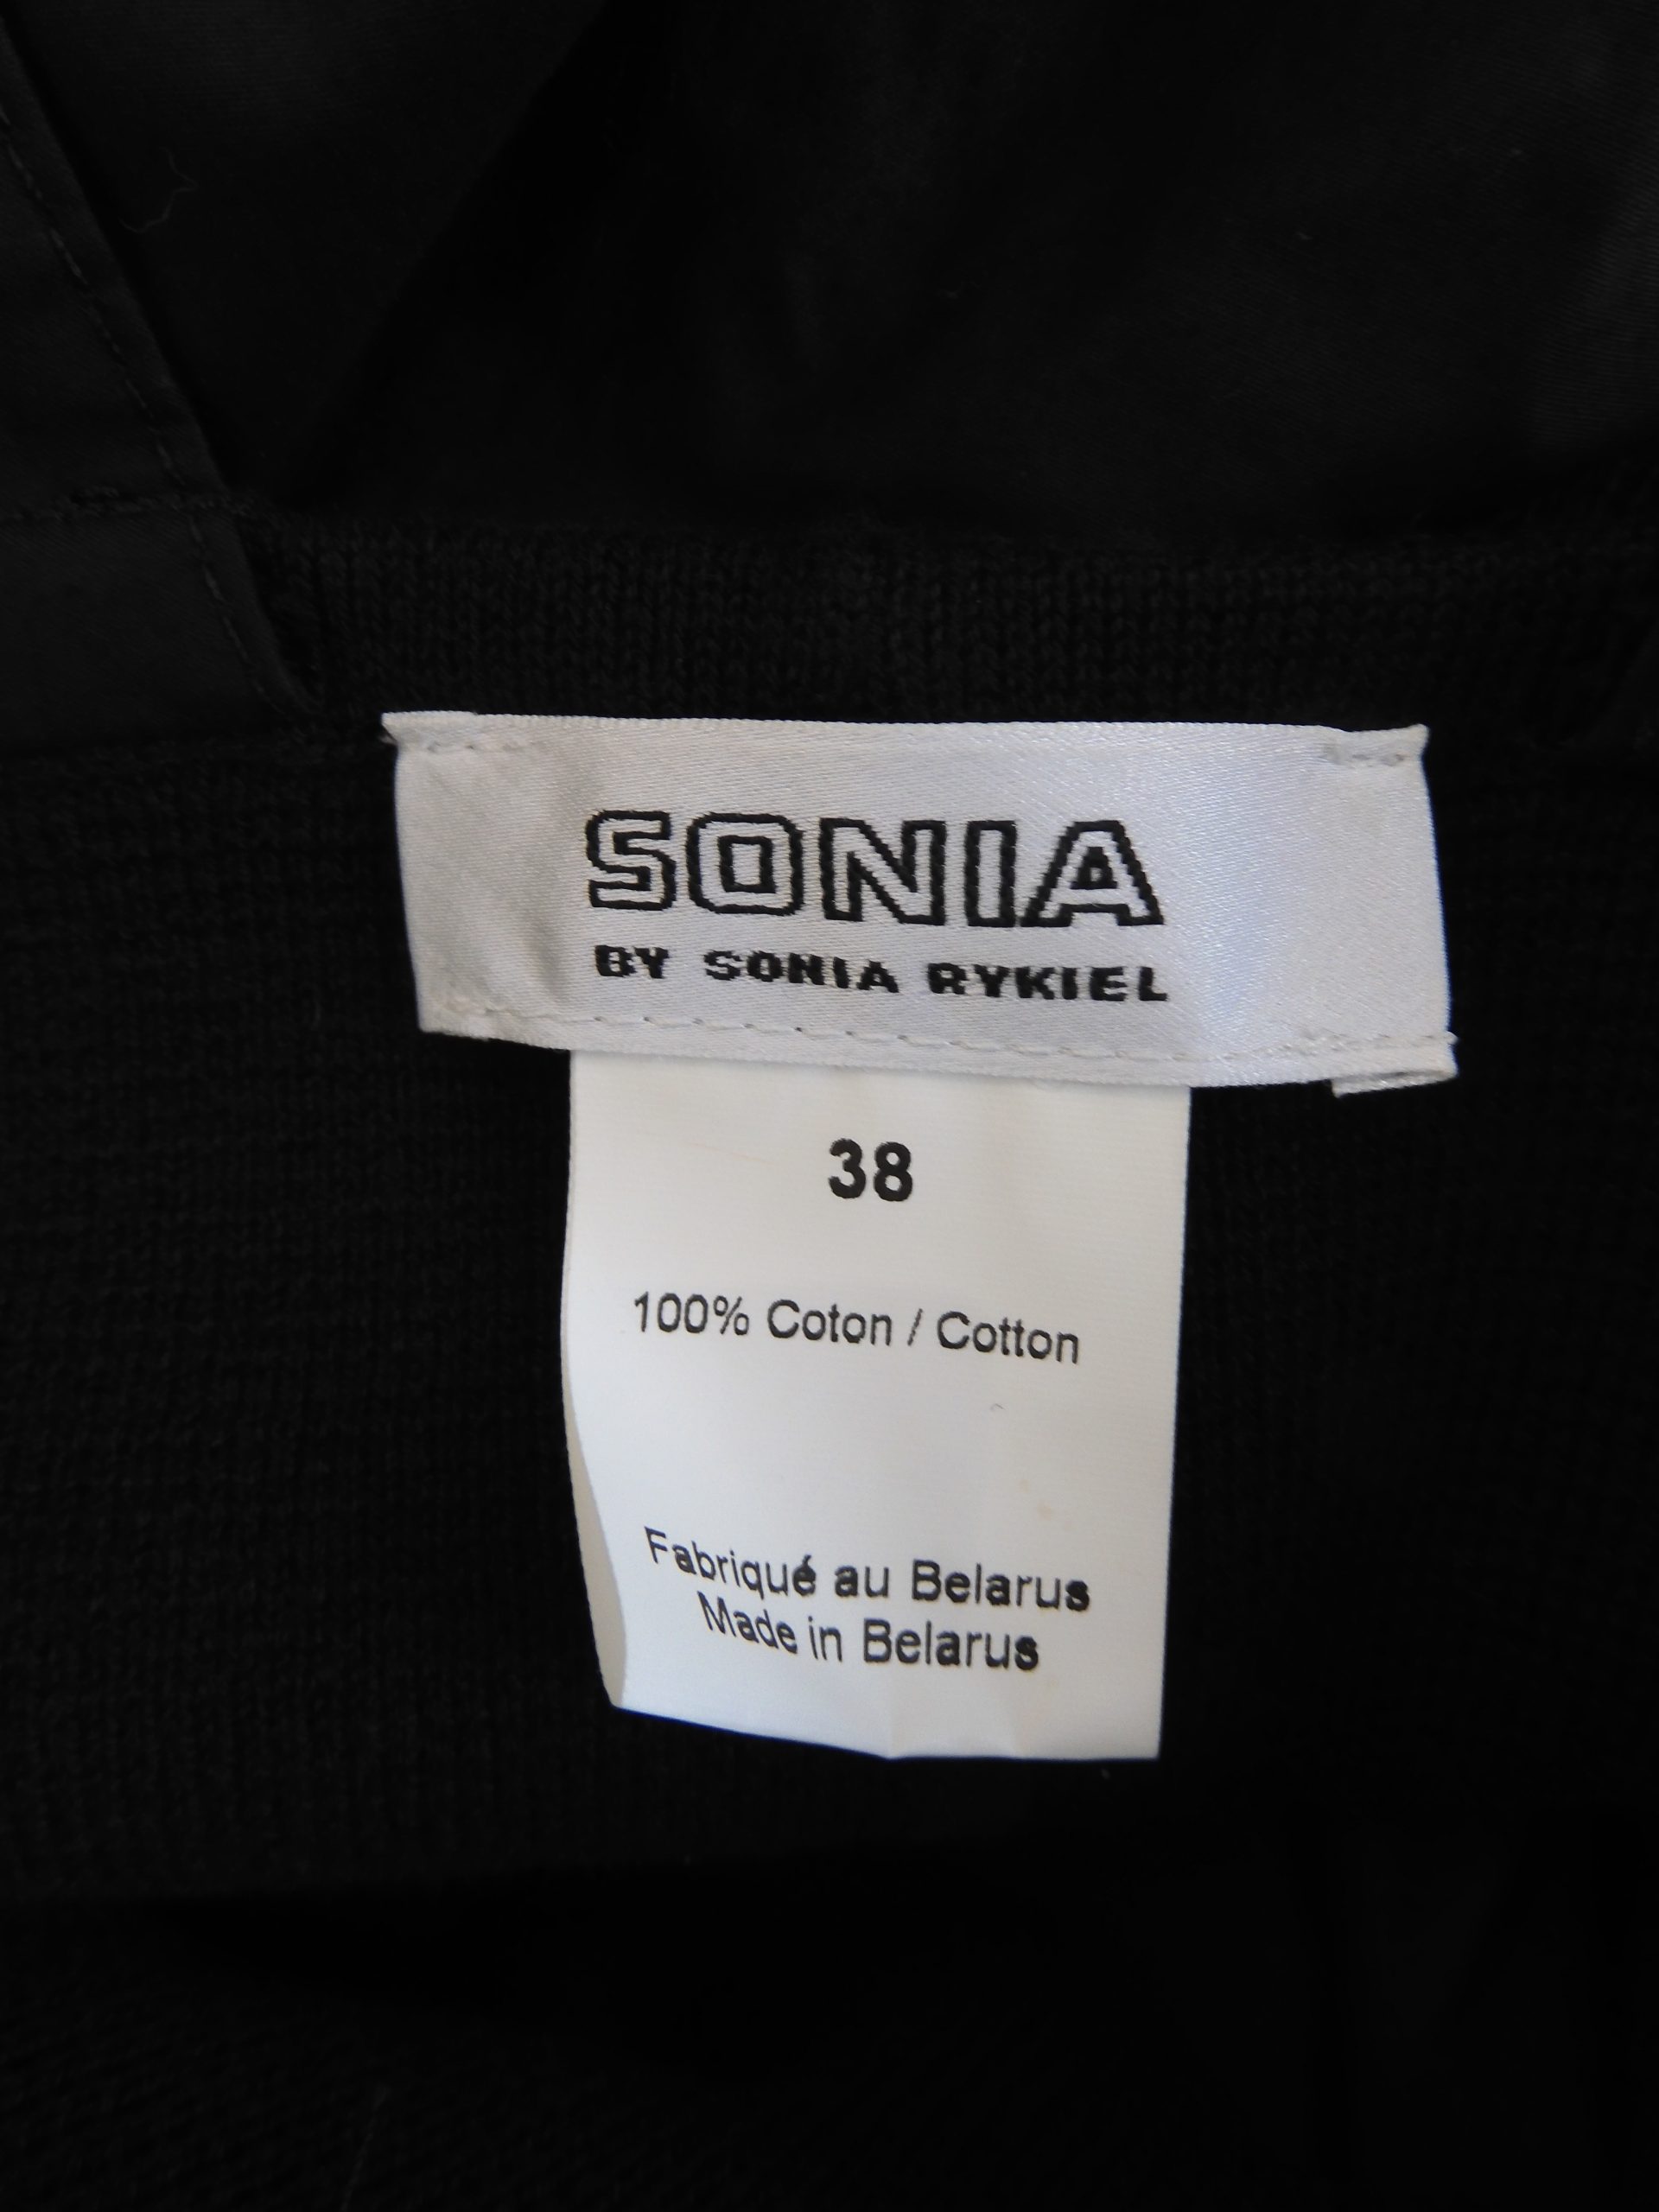 SONIA
BY SONIA RYKIEL
38
100% Coton / Cotton
Fabriqué au Belarus
Made in Belarus